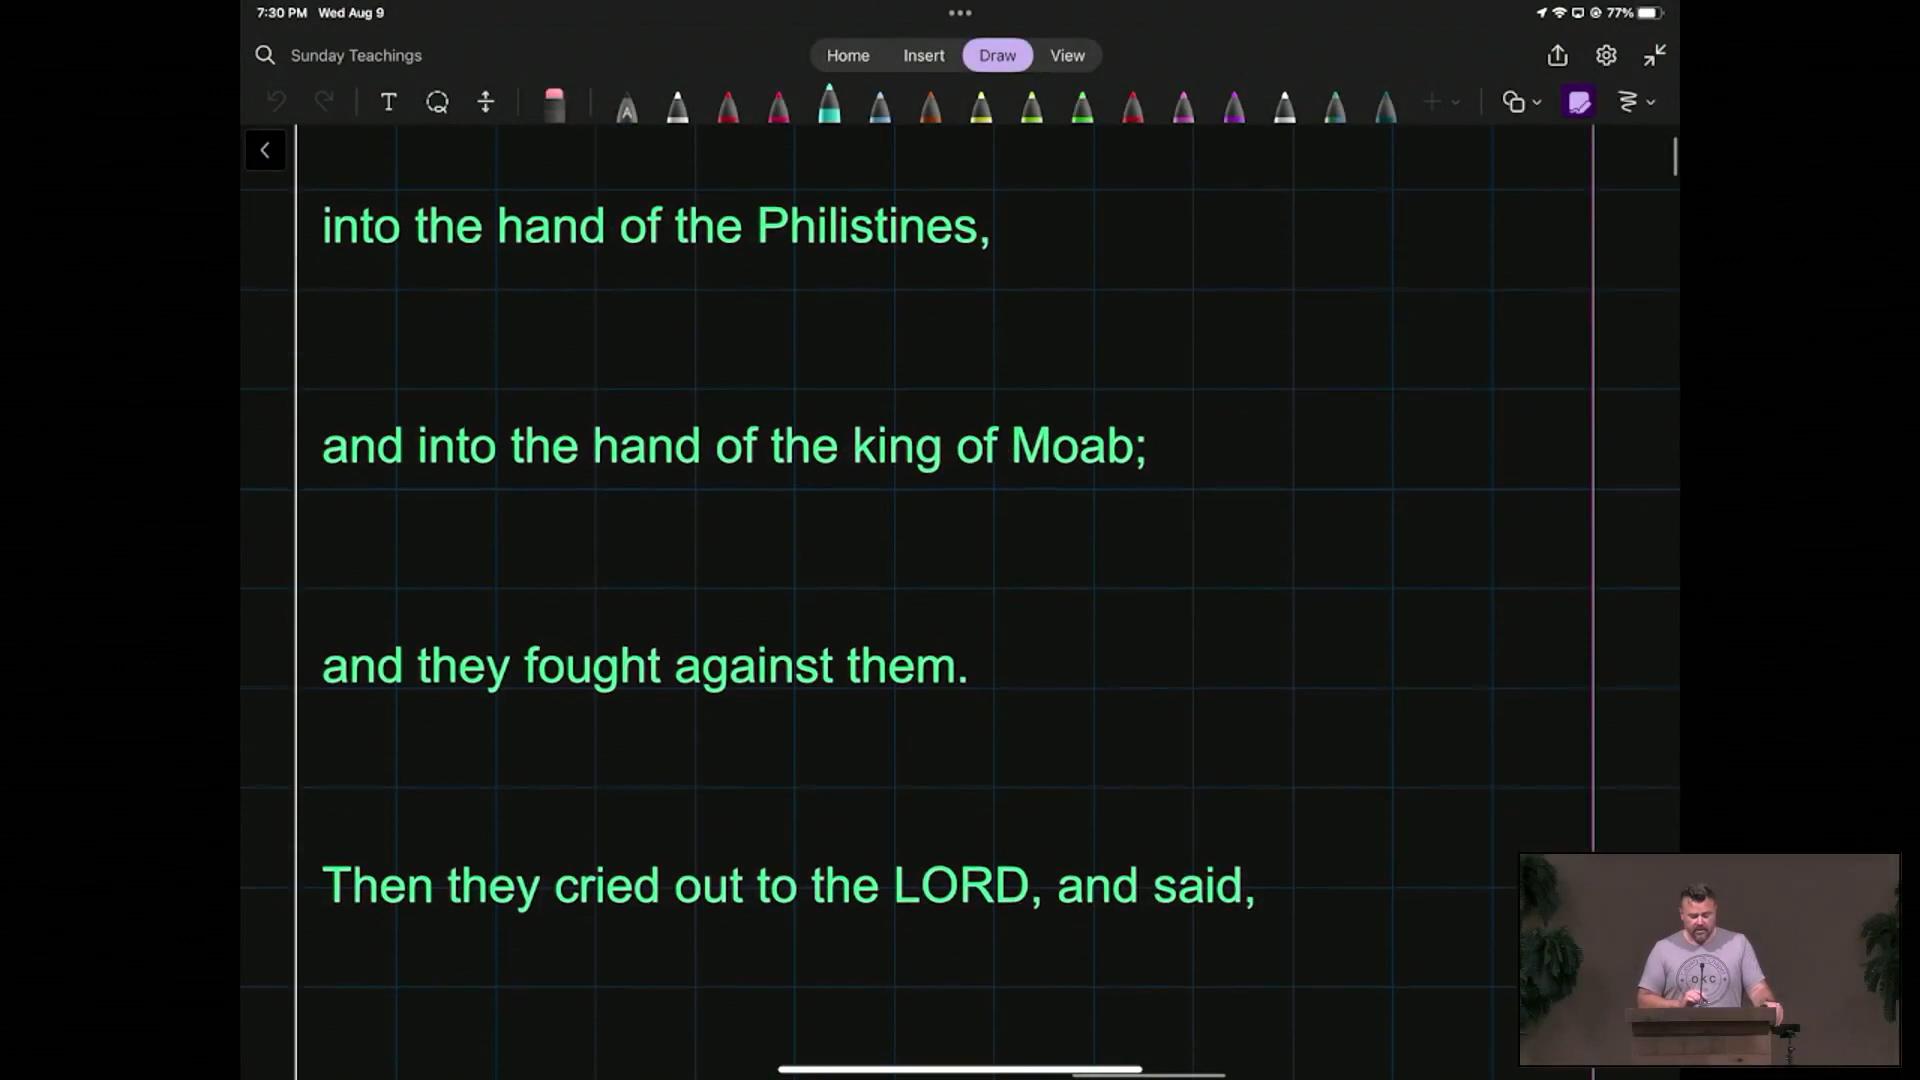 7:30 PM Wed Aug 9
77%
Sunday Teachings
Home Insert Draw View
T
A
into the hand of the Philistines,
and into the hand of the king of Moab;
and they fought against them.
Then they cried out to the LORD, and said,
OKC